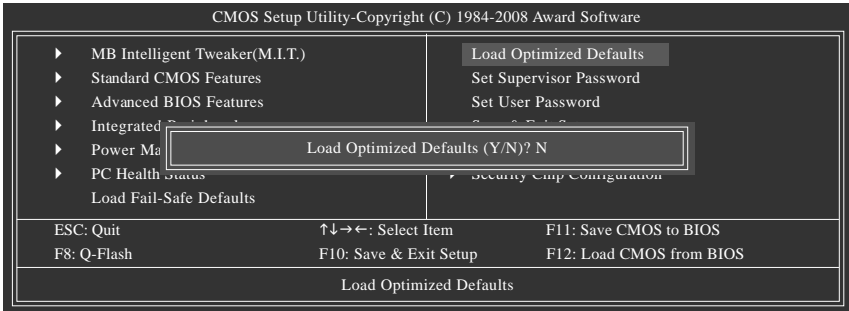 CMOS Setup Utility-Copyright (C) 1984-2008 Award Software
MB Intelligent Tweaker(M.I.T.)
Standard CMOS Features
Advanced BIOS Features
Integrated
Power Ma
PC Health Status
Load Fail-Safe Defaults
Load Optimized Defaults
Set Supervisor Password
Set User Password
Security Chip Configuration
Load Optimized Defaults (Y/N)? N
ESC: Quit ↑↓→←: Select Item F11: Save CMOS to BIOS
F8: Q-Flash F10: Save & Exit Setup F12: Load CMOS from BIOS
Load Optimized Defaults